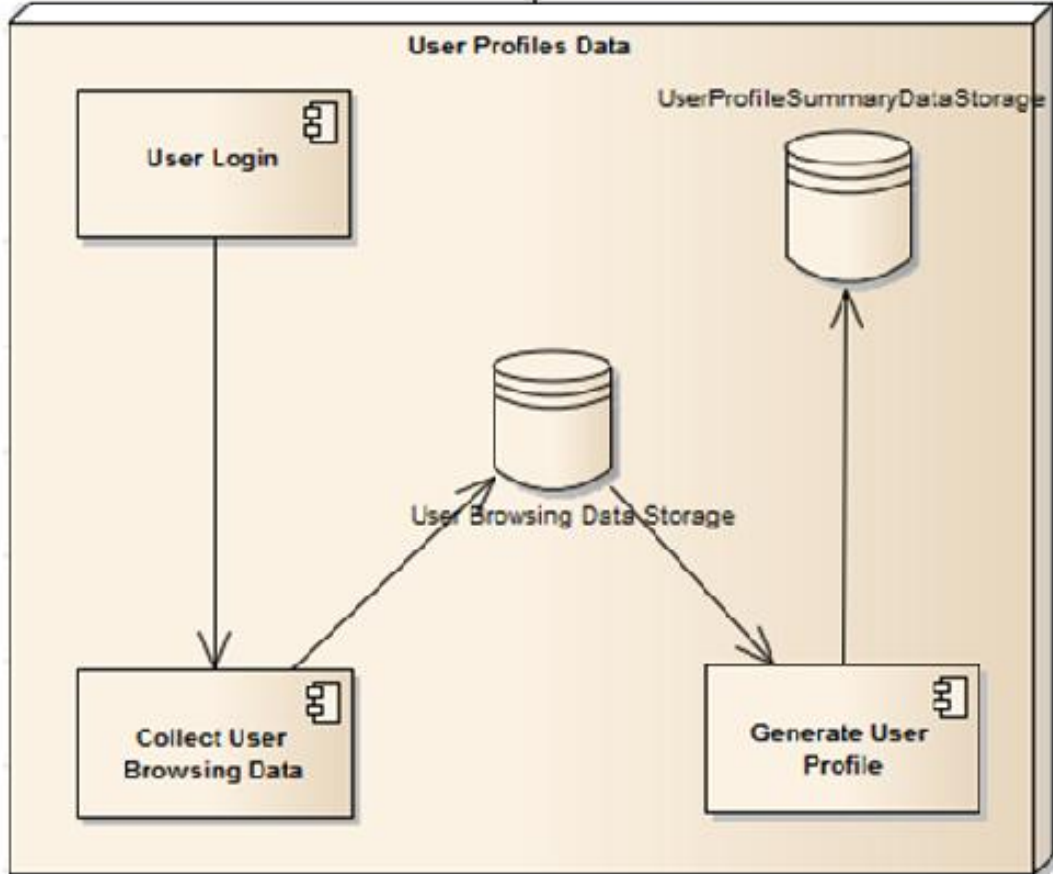 User Profiles Data
UserProfileSummaryDataStorage
User Login
User Browsing Data Storage
Collect User
Browsing Data
Generate User
Profile